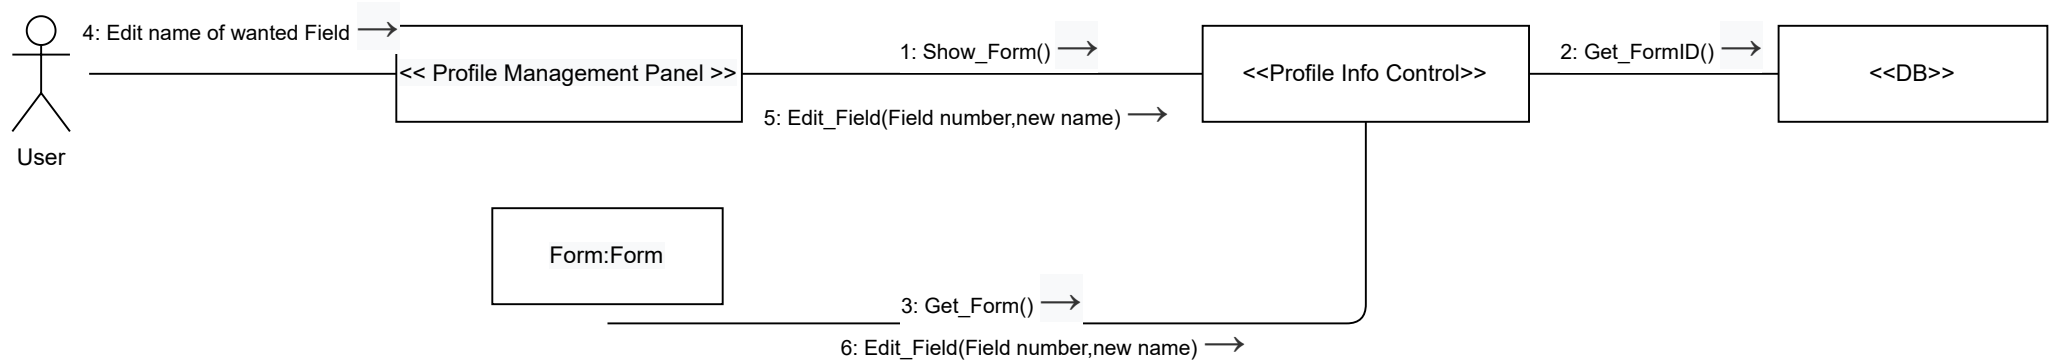 4: Edit name of wanted Field →
1: Show_Form() →
2: Get_FormID() →
<< Profile Management Panel >>
<<Profile Info Control>>
<<DB>>
5: Edit_Field(Field number,new name) →
User
Form:Form
3: Get_Form() →
6: Edit_Field(Field number,new name) →